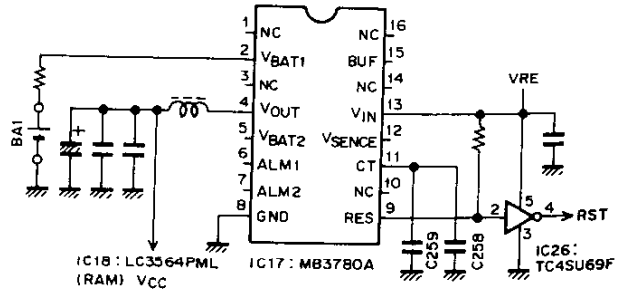 1 NC
2 VBAT1
3 NC
4 VOUT
5 VBAT2
6 ALM1
7 ALM2
8 GND
NC 16
BUF 15
NC 14
VIN 13
VSENCE 12
CT 11
NC 10
RES 9
BA1
+
VRE
2
5
4
3
RST
C259
C258
IC18: LC3564PML
(RAM) VCC
IC17: MB3780A
IC26:
TC4SU69F